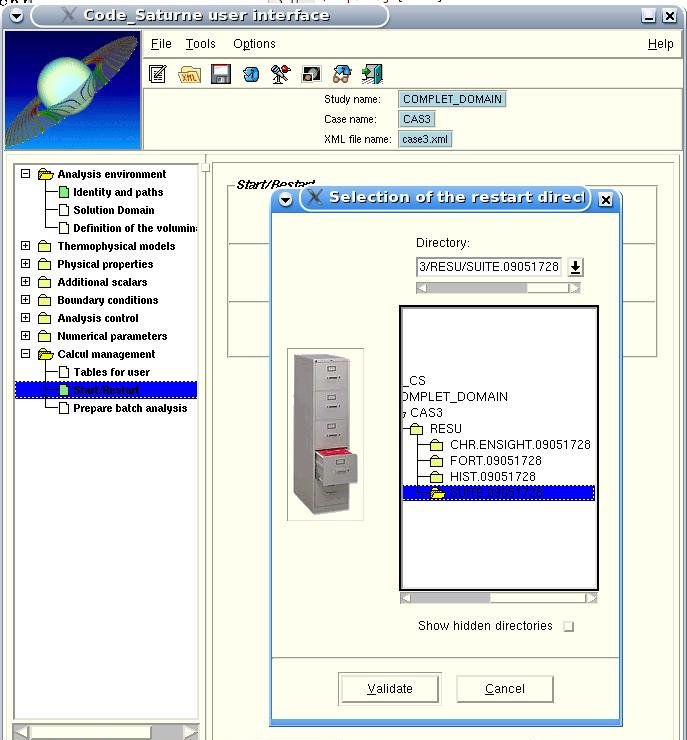 Code_Saturne user interface
File Tools Options Help
XML
Study name: COMPLET_DOMAIN
Case name: CAS3
XML file name: case3.xml
Analysis environment
Identity and paths
Solution Domain
Definition of the volumin
Thermophysical models
Physical properties
Additional scalars
Boundary conditions
Analysis control
Numerical parameters
Calcul management
Tables for user
Start/Restart
Prepare batch analysis
Start/Restart
Selection of the restart direct
Directory:
3/RESU/SUITE.09051728
_CS
OMPLET_DOMAIN
CAS3
RESU
CHR.ENSIGHT.09051728
FORT.09051728
HIST.09051728
SUITE.09051728
Show hidden directories
Validate Cancel